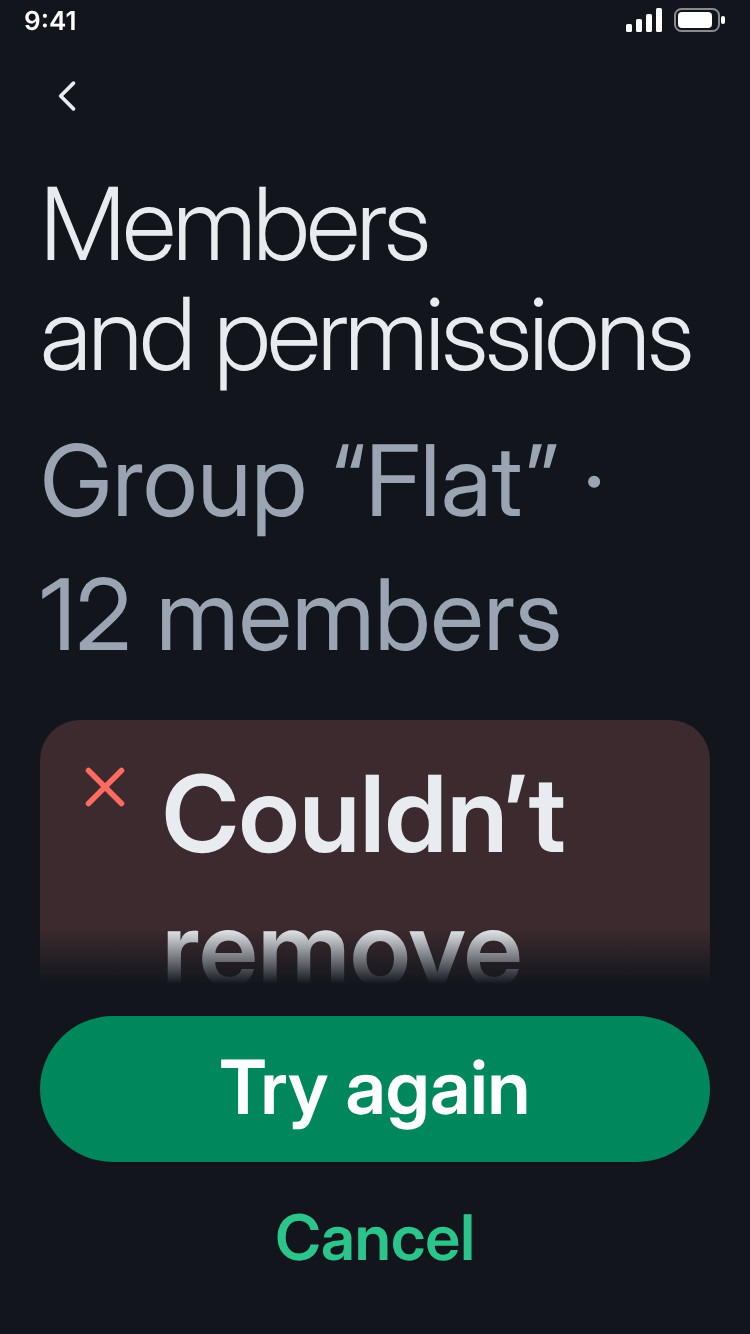 9:41
Members
and permissions
Group “Flat” ·
12 members
Couldn’t
remove
Try again
Cancel